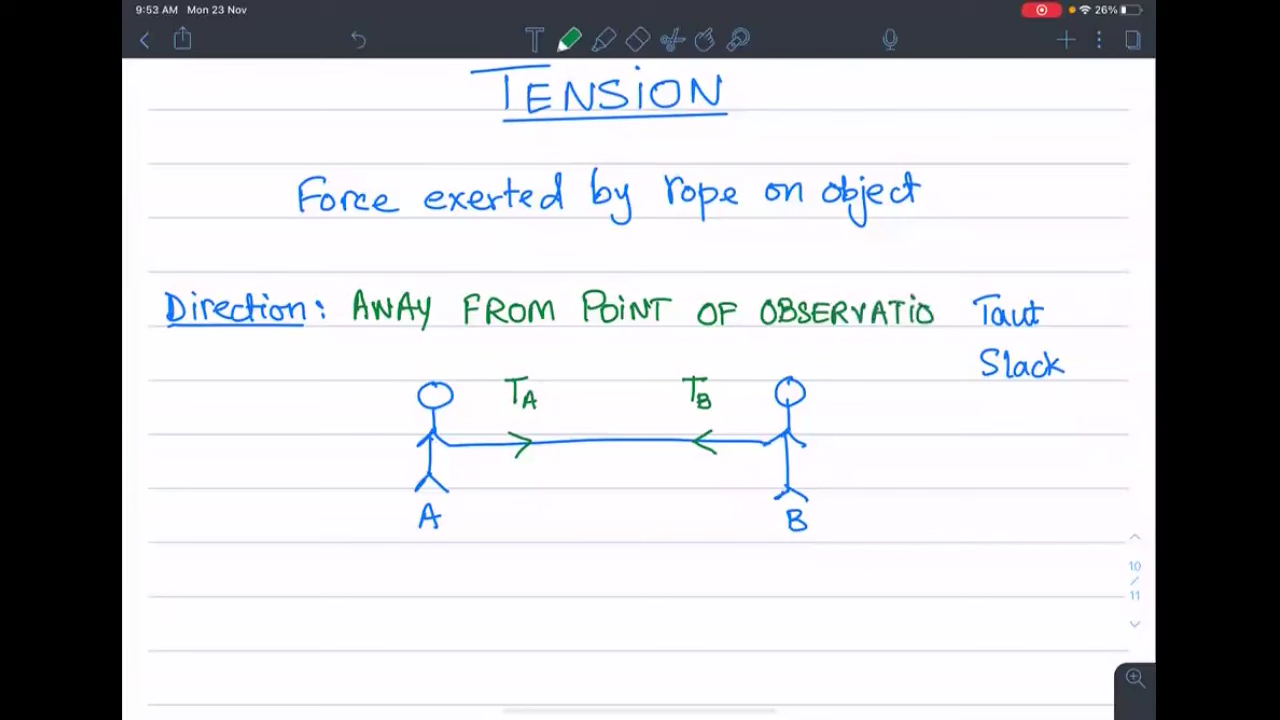 9:53 AM Mon 23 Nov 26%
TENSION
Force exerted by rope on object
Direction: AWAY FROM POINT OF OBSERVATIO Taut
Slack
TA TB
A B
10
/
11